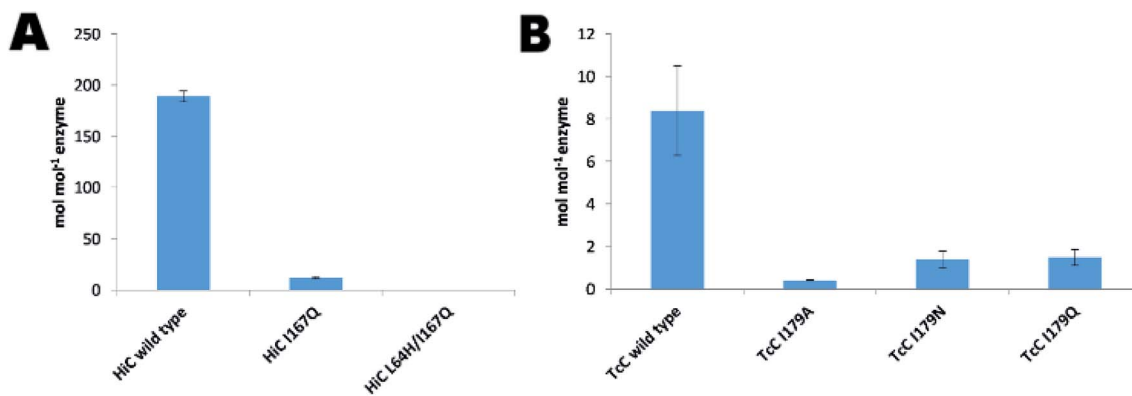 A
250
200
150
100
50
0
mol mol-1 enzyme
HiC wild type
HiC I167Q
HiC L64H/I167Q
B
12
10
8
6
4
2
0
mol mol-1 enzyme
TcC wild type
TcC I179A
TcC I179N
TcC I179Q